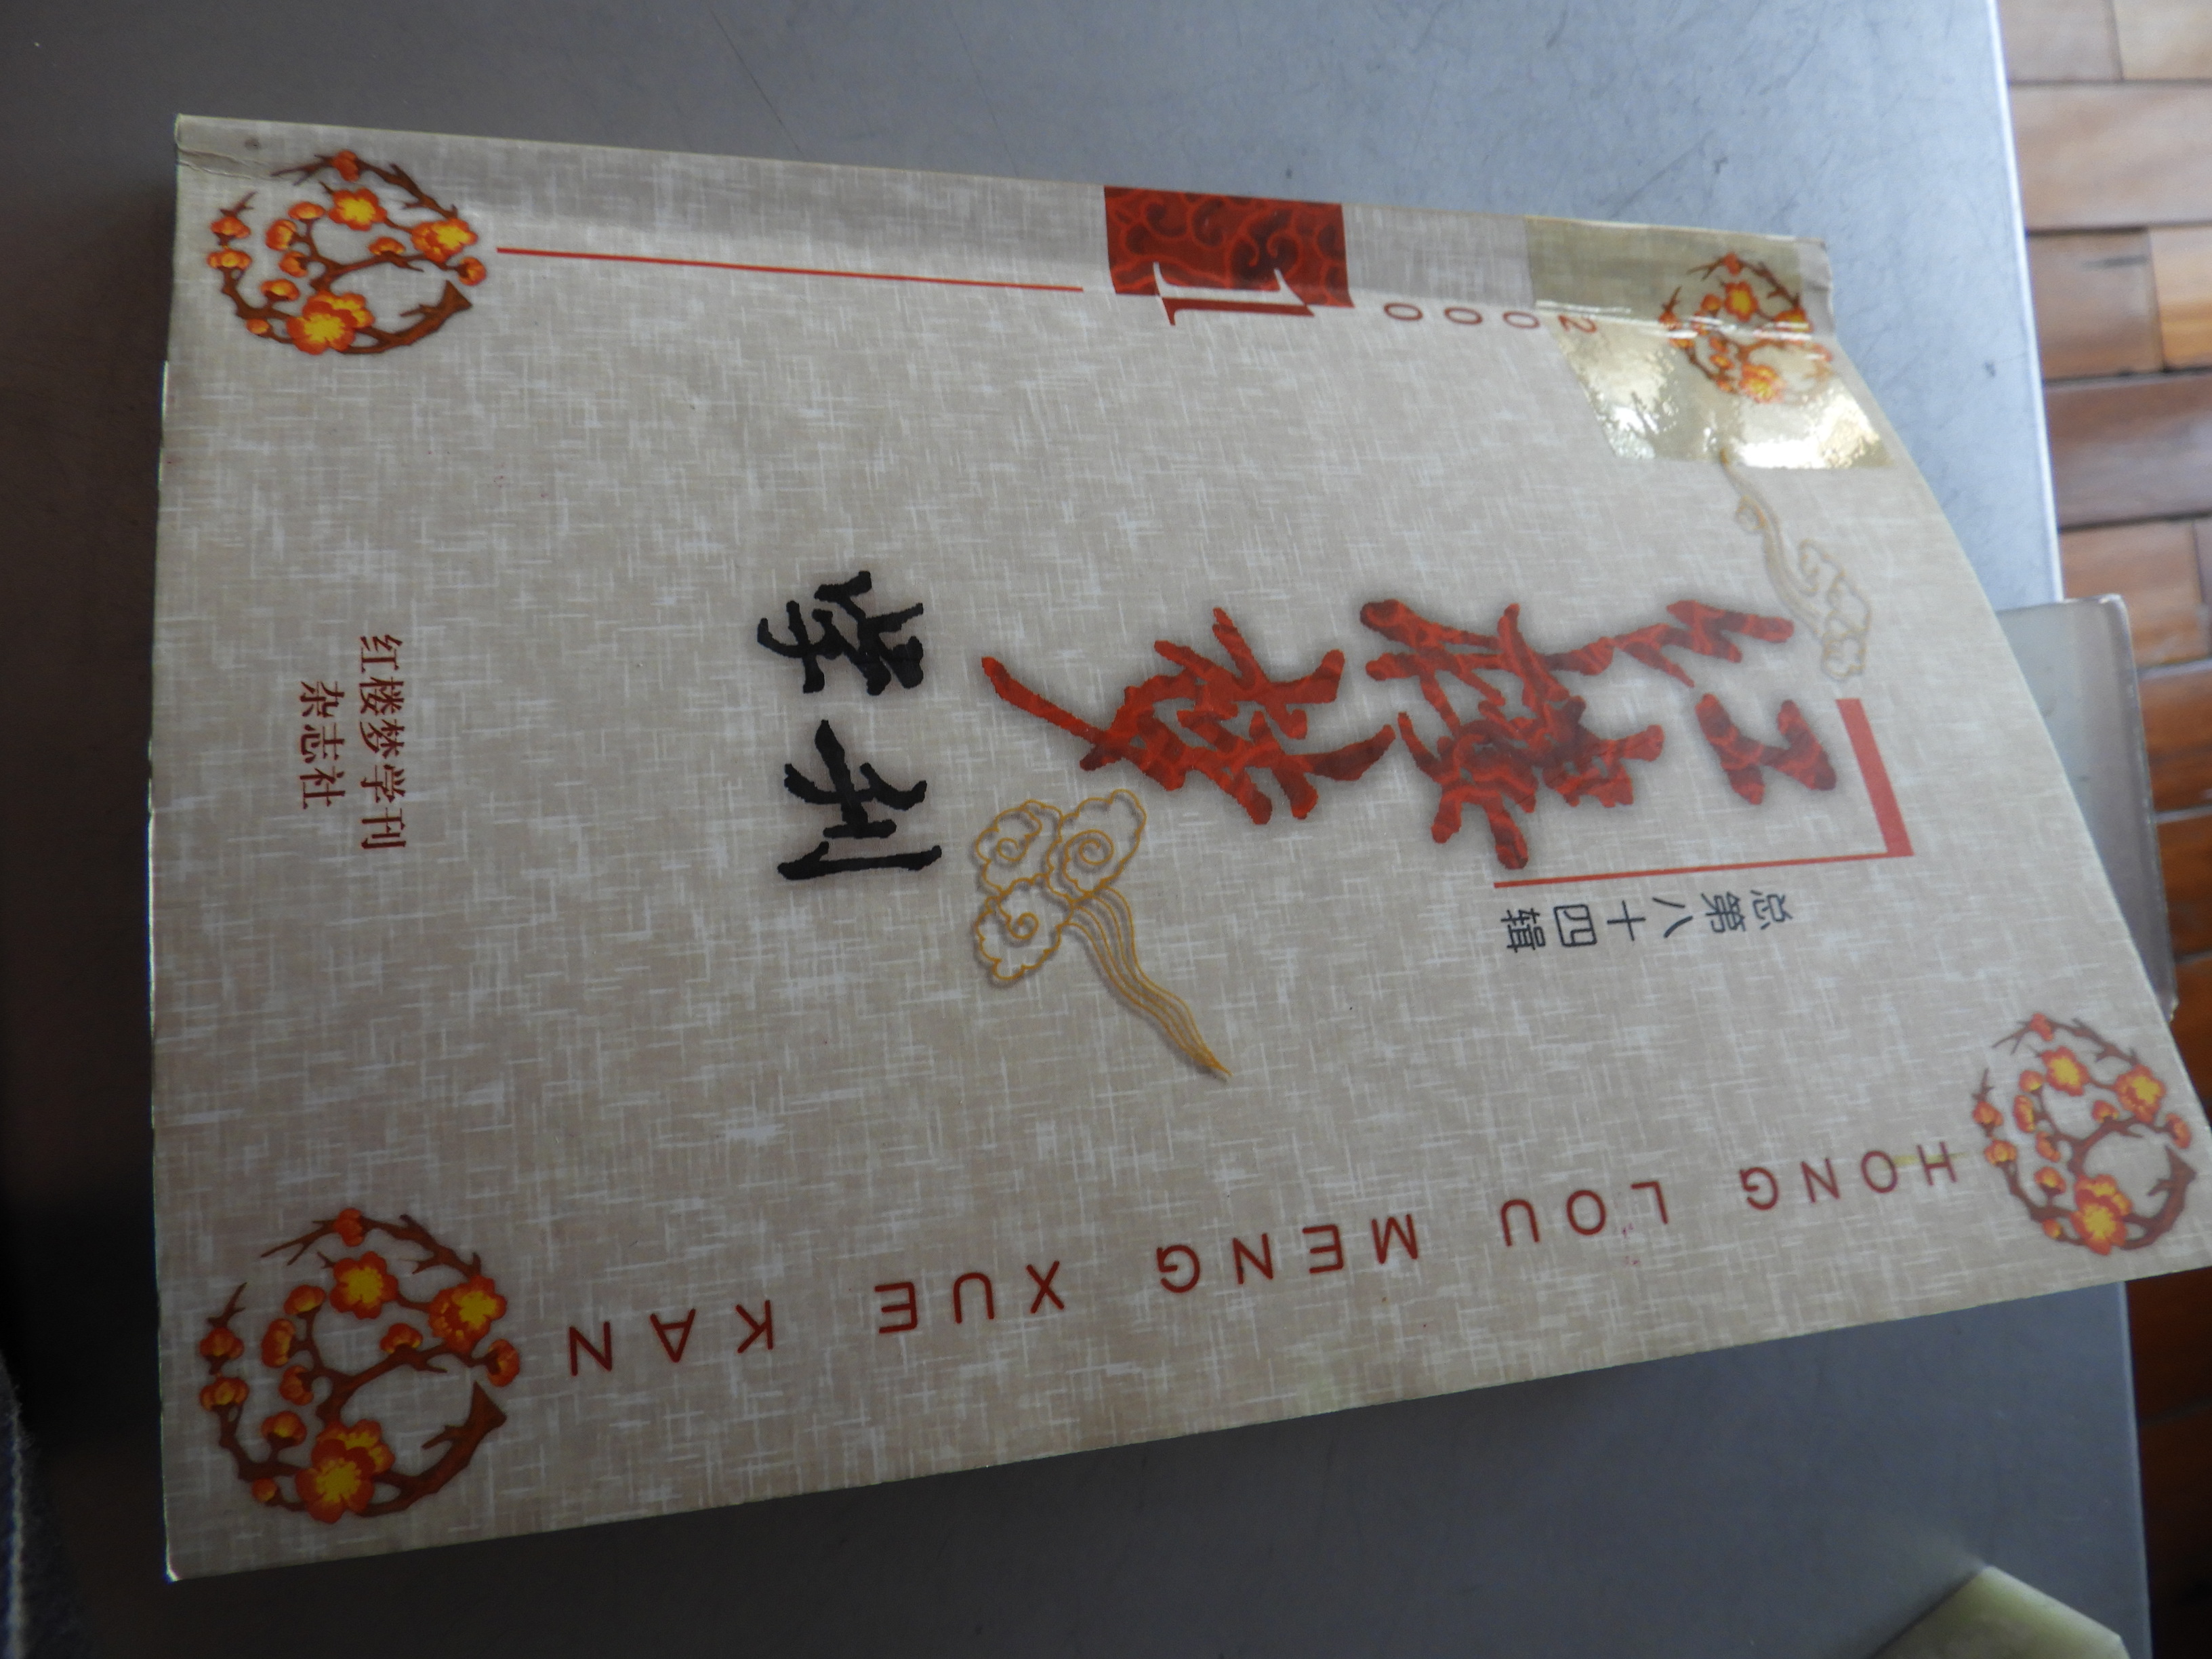 2000
1
总第八十四辑
红楼梦
学刊
HONG LOU MENG XUE KAN
红楼梦学刊
杂志社